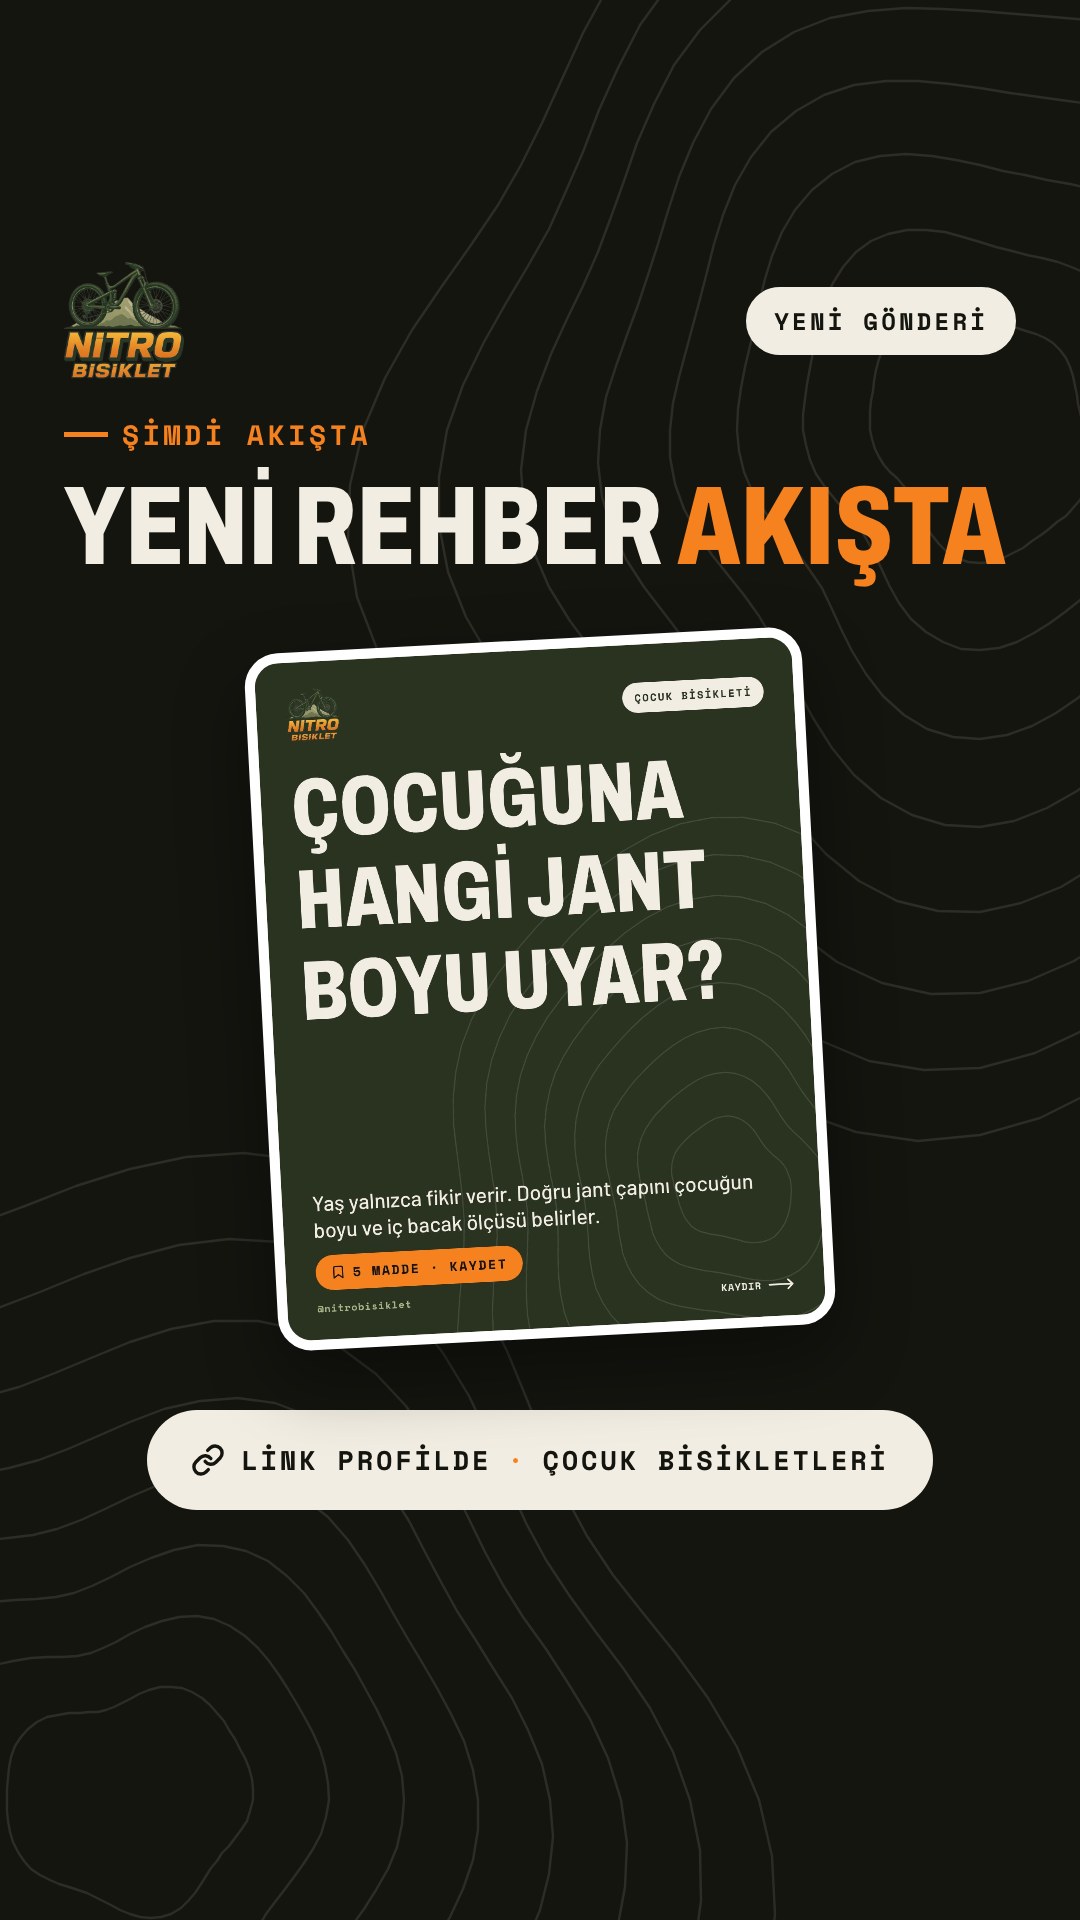 NiTRO
BiSiKLET
YENİ GÖNDERİ
ŞİMDİ AKIŞTA
YENİ REHBER AKIŞTA
NiTRO
BiSiKLET
ÇOCUK BİSİKLETİ
ÇOCUĞUNA
HANGİ JANT
BOYU UYAR?
Yaş yalnızca fikir verir. Doğru jant çapını çocuğun
boyu ve iç bacak ölçüsü belirler.
5 MADDE · KAYDET
@nitrobisiklet
KAYDIR
LİNK PROFİLDE · ÇOCUK BİSİKLETLERİ